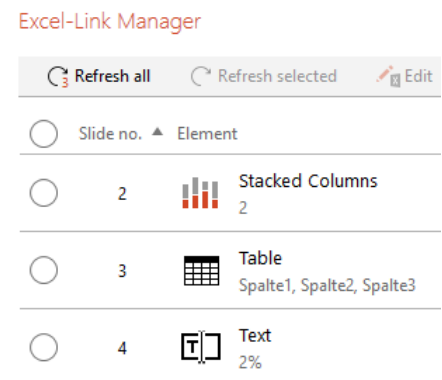 Excel-Link Manager
3 Refresh all Refresh selected x Edit
Slide no. ▲ Element
2 Stacked Columns
2
3 Table
Spalte1, Spalte2, Spalte3
4 T Text
2%